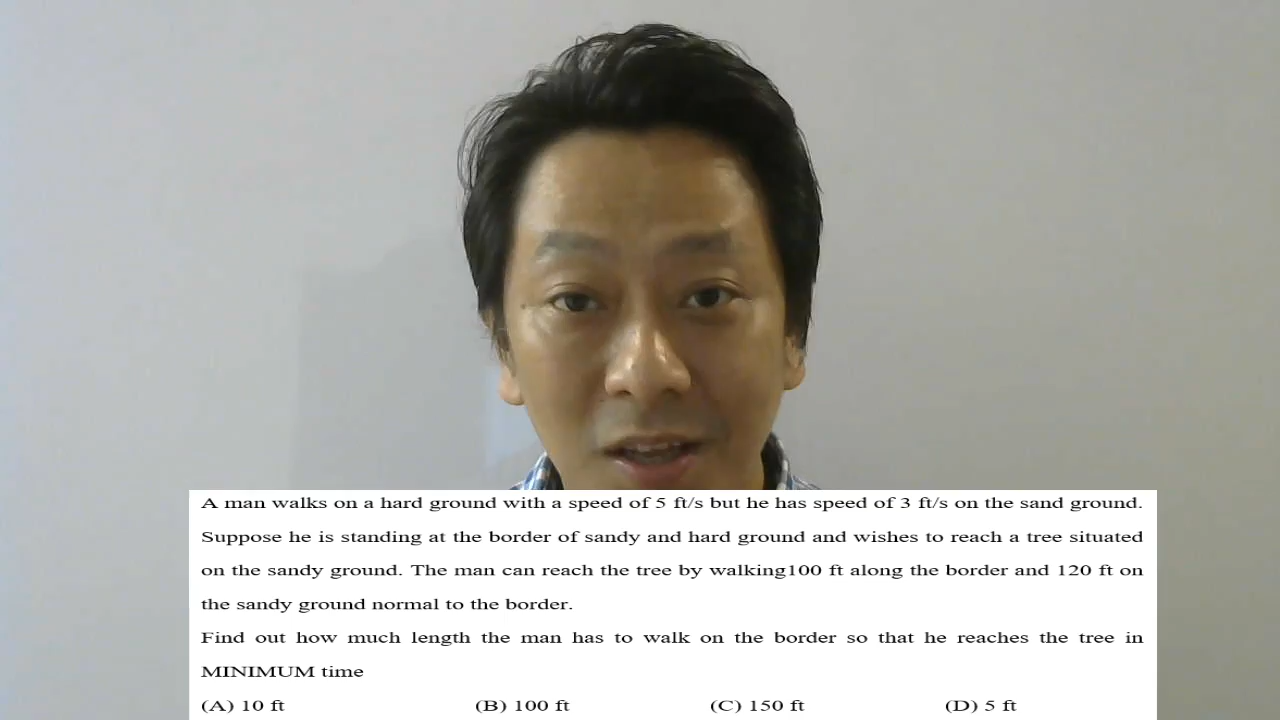 A man walks on a hard ground with a speed of 5 ft/s but he has speed of 3 ft/s on the sand ground.
Suppose he is standing at the border of sandy and hard ground and wishes to reach a tree situated
on the sandy ground. The man can reach the tree by walking100 ft along the border and 120 ft on
the sandy ground normal to the border.
Find out how much length the man has to walk on the border so that he reaches the tree in
MINIMUM time
(A) 10 ft (B) 100 ft (C) 150 ft (D) 5 ft